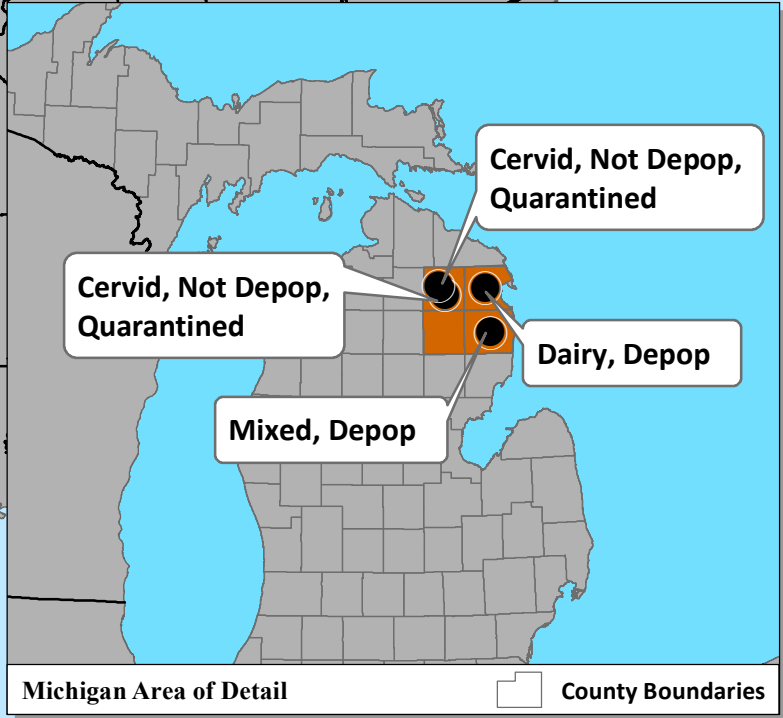 Cervid, Not Depop,
Quarantined
Cervid, Not Depop,
Quarantined
Dairy, Depop
Mixed, Depop
Michigan Area of Detail
County Boundaries